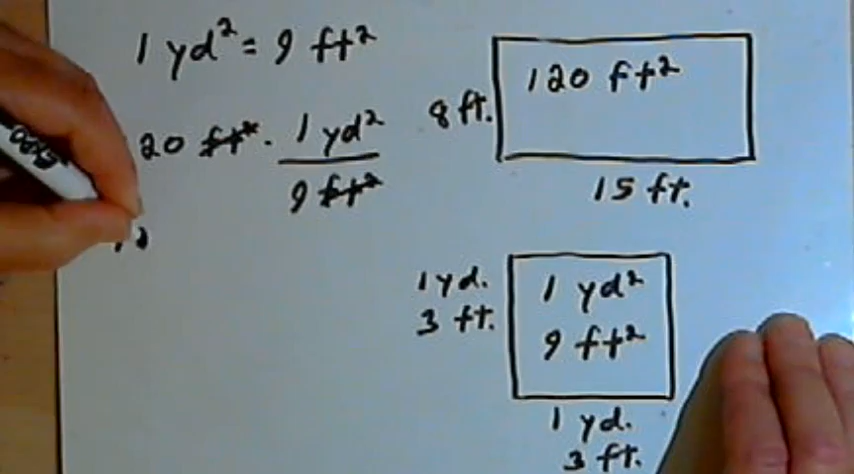 1 yd² = 9 ft²
20 ft² · 1 yd²
9 ft²
120 ft²
8 ft.
15 ft.
1 yd.
3 ft.
1 yd²
9 ft²
1 yd.
3 ft.